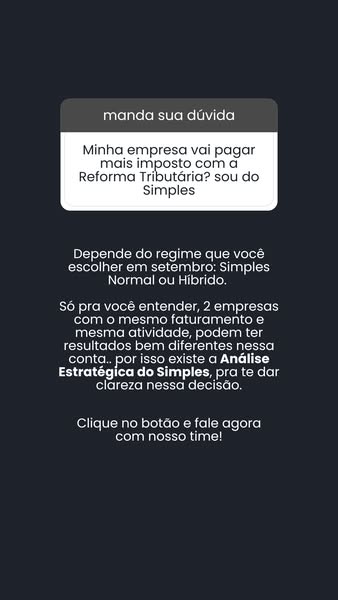 manda sua dúvida
Minha empresa vai pagar
mais imposto com a
Reforma Tributária? sou do
Simples
Depende do regime que você
escolher em setembro: Simples
Normal ou Híbrido.
Só pra você entender, 2 empresas
com o mesmo faturamento e
mesma atividade, podem ter
resultados bem diferentes nessa
conta.. por isso existe a Análise
Estratégica do Simples, pra te dar
clareza nessa decisão.
Clique no botão e fale agora
com nosso time!